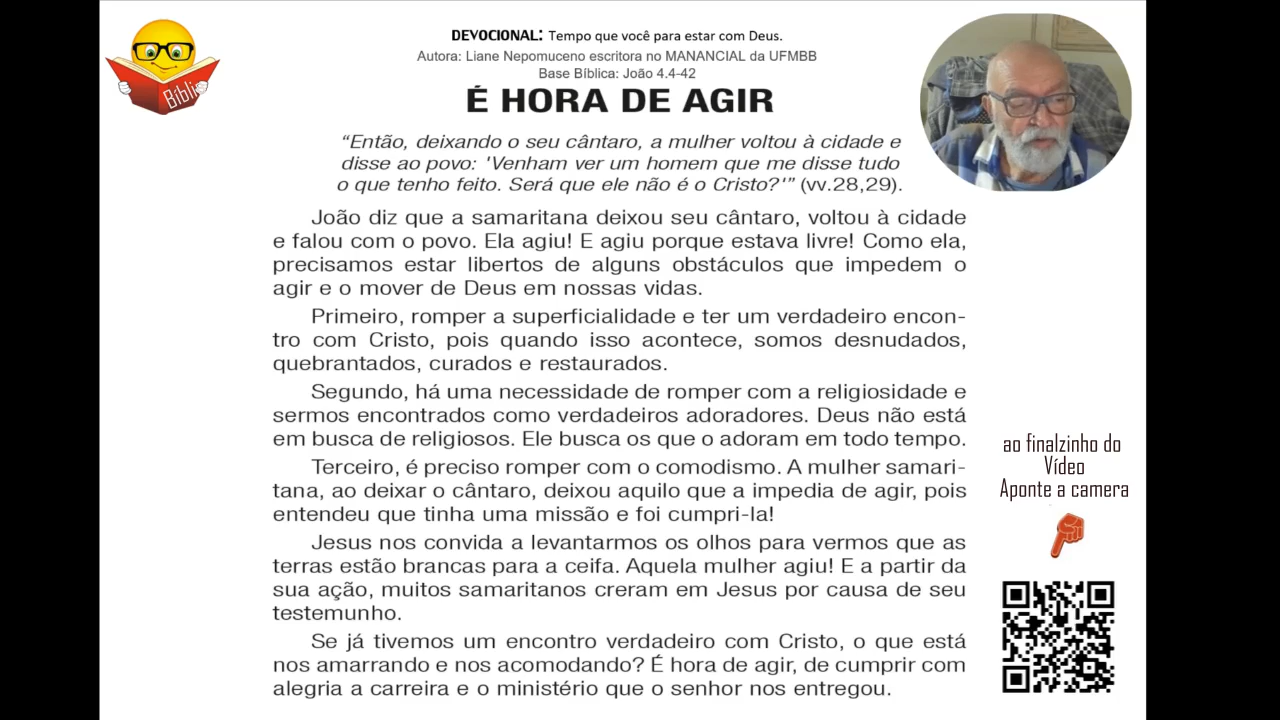 DEVOCIONAL: Tempo que você para estar com Deus.
Autora: Liane Nepomuceno escritora no MANANCIAL da UFMBB
Base Bíblica: João 4.4-42
É HORA DE AGIR
Bíbli
“Então, deixando o seu cântaro, a mulher voltou à cidade e
disse ao povo: 'Venham ver um homem que me disse tudo
o que tenho feito. Será que ele não é o Cristo?'” (vv.28,29).
João diz que a samaritana deixou seu cântaro, voltou à cidade
e falou com o povo. Ela agiu! E agiu porque estava livre! Como ela,
precisamos estar libertos de alguns obstáculos que impedem o
agir e o mover de Deus em nossas vidas.
Primeiro, romper a superficialidade e ter um verdadeiro encon-
tro com Cristo, pois quando isso acontece, somos desnudados,
quebrantados, curados e restaurados.
Segundo, há uma necessidade de romper com a religiosidade e
sermos encontrados como verdadeiros adoradores. Deus não está
em busca de religiosos. Ele busca os que o adoram em todo tempo.
Terceiro, é preciso romper com o comodismo. A mulher samari-
tana, ao deixar o cântaro, deixou aquilo que a impedia de agir, pois
entendeu que tinha uma missão e foi cumpri-la!
Jesus nos convida a levantarmos os olhos para vermos que as
terras estão brancas para a ceifa. Aquela mulher agiu! E a partir da
sua ação, muitos samaritanos creram em Jesus por causa de seu
testemunho.
Se já tivemos um encontro verdadeiro com Cristo, o que está
nos amarrando e nos acomodando? É hora de agir, de cumprir com
alegria a carreira e o ministério que o senhor nos entregou.
ao finalzinho do
Vídeo
Aponte a camera